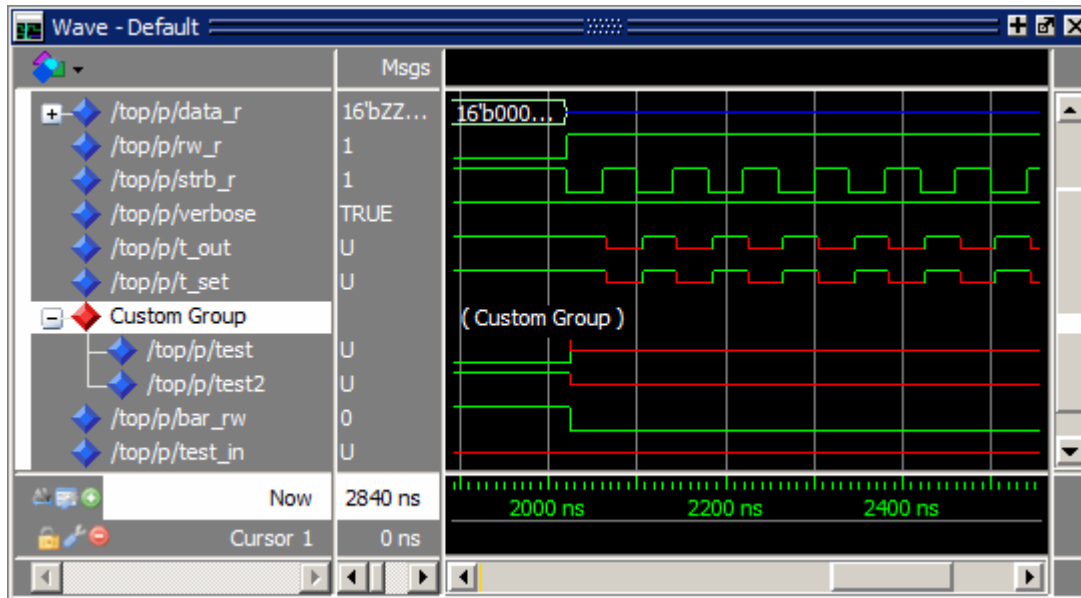 Wave - Default
Msgs
/top/p/data_r 16'bZZ... 16'b000...
/top/p/rw_r 1
/top/p/strb_r 1
/top/p/verbose TRUE
/top/p/t_out U
/top/p/t_set U
Custom Group ( Custom Group )
/top/p/test U
/top/p/test2 U
/top/p/bar_rw 0
/top/p/test_in U
Now 2840 ns 2000 ns 2200 ns 2400 ns
Cursor 1 0 ns